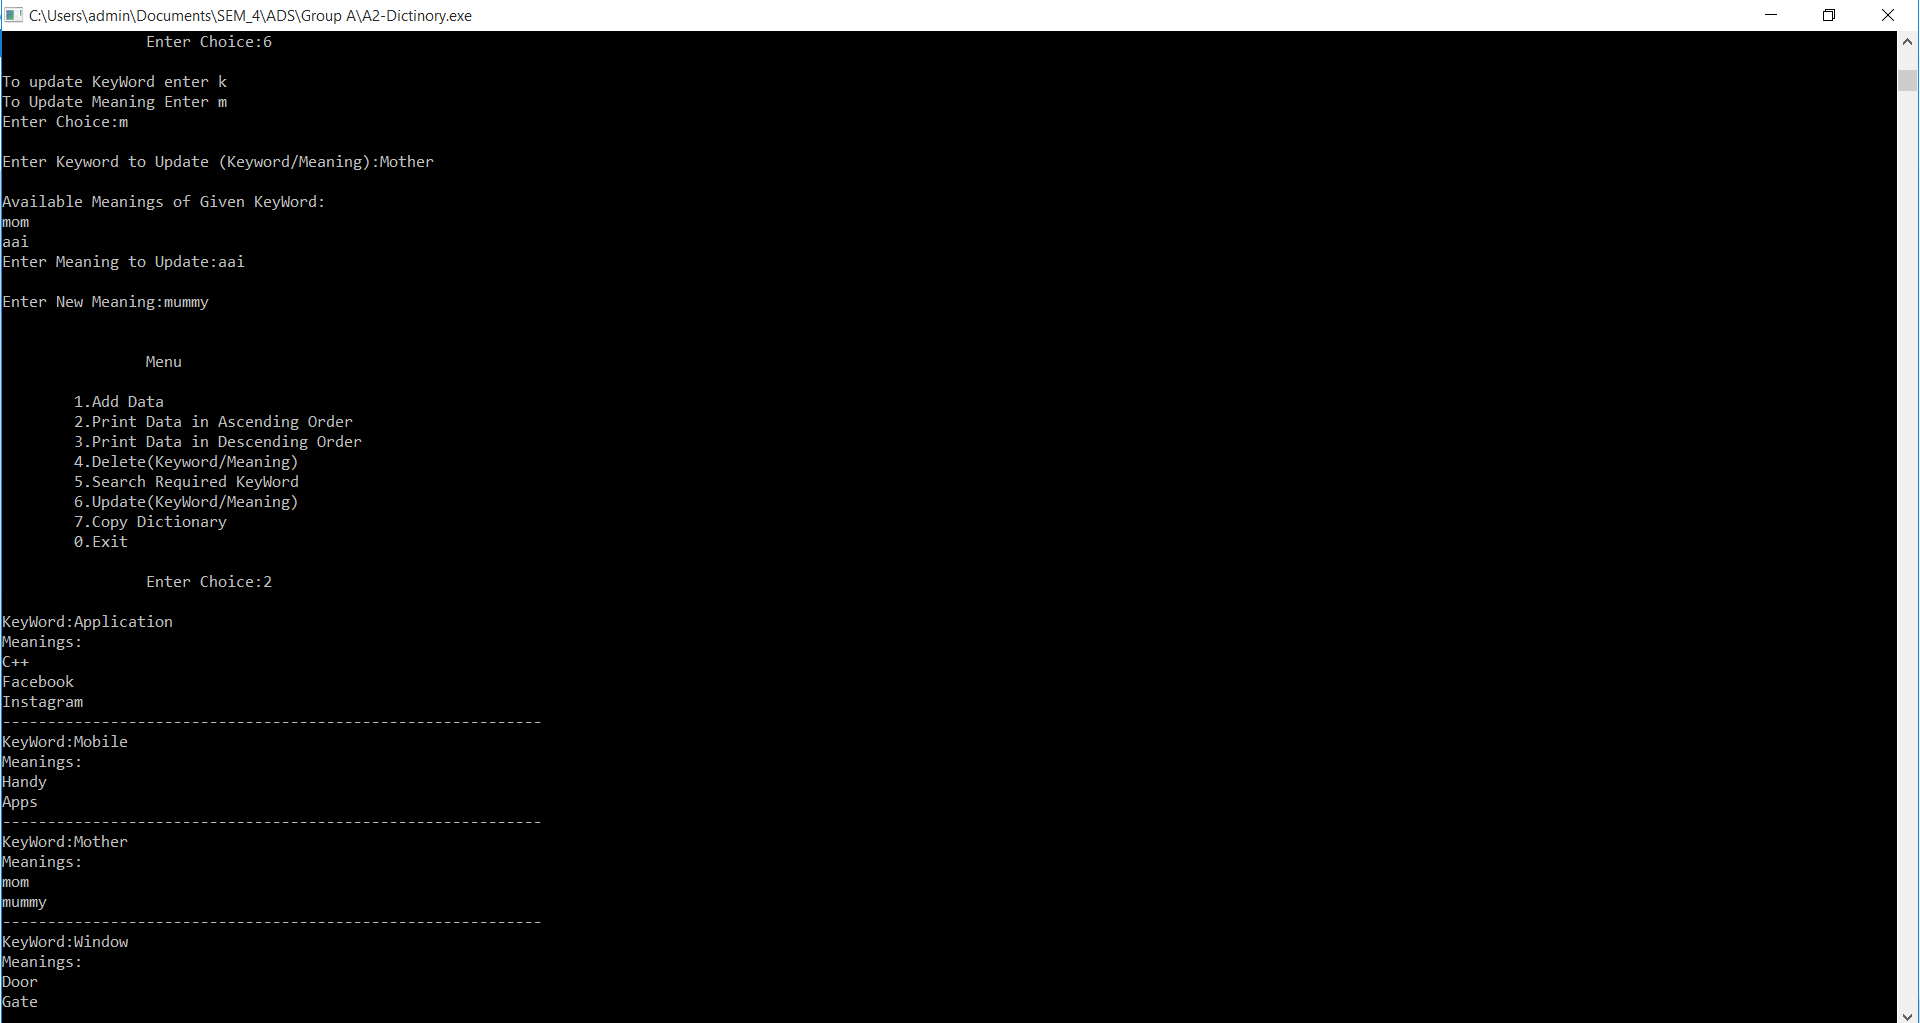 C:\Users\admin\Documents\SEM_4\ADS\Group A\A2-Dictinory.exe
Enter Choice:6
To update KeyWord enter k
To Update Meaning Enter m
Enter Choice:m
Enter Keyword to Update (Keyword/Meaning):Mother
Available Meanings of Given KeyWord:
mom
aai
Enter Meaning to Update:aai
Enter New Meaning:mummy
Menu
1.Add Data
2.Print Data in Ascending Order
3.Print Data in Descending Order
4.Delete(Keyword/Meaning)
5.Search Required KeyWord
6.Update(KeyWord/Meaning)
7.Copy Dictionary
0.Exit
Enter Choice:2
KeyWord:Application
Meanings:
C++
Facebook
Instagram
------------------------------------------------------------
KeyWord:Mobile
Meanings:
Handy
Apps
------------------------------------------------------------
KeyWord:Mother
Meanings:
mom
mummy
------------------------------------------------------------
KeyWord:Window
Meanings:
Door
Gate